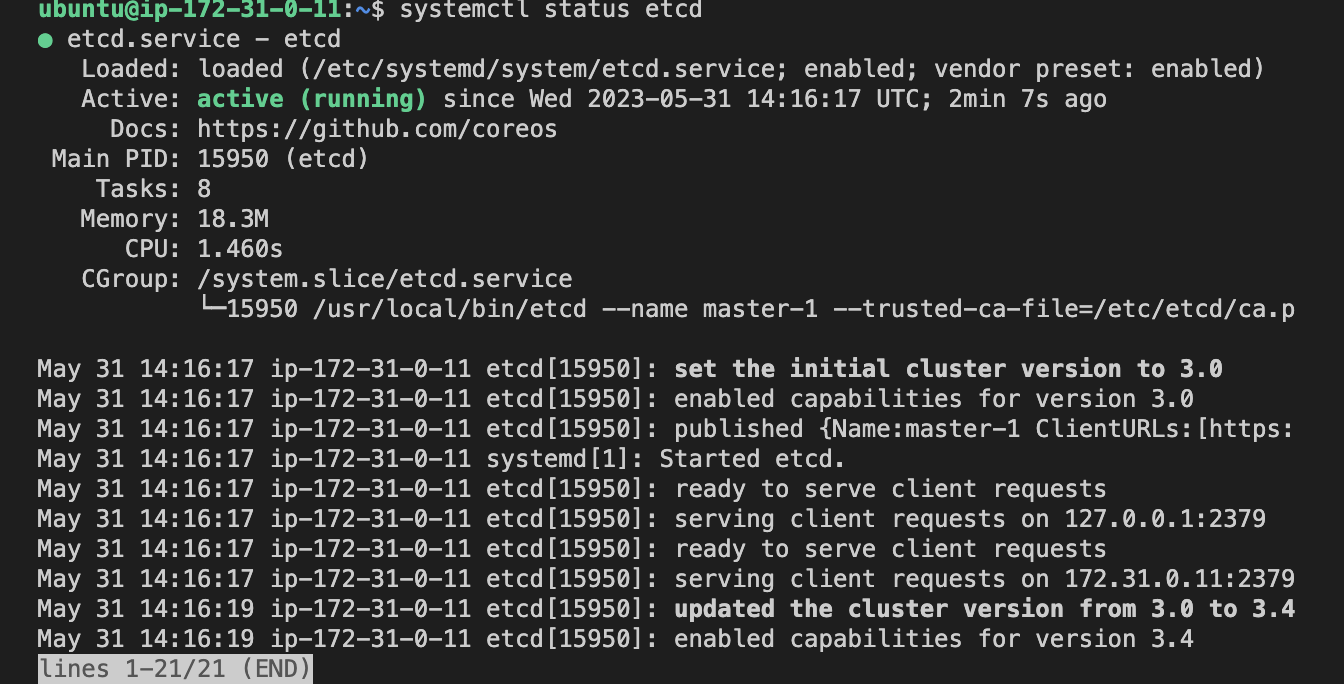 ubuntu@ip-172-31-0-11:~$ systemctl status etcd
● etcd.service - etcd
Loaded: loaded (/etc/systemd/system/etcd.service; enabled; vendor preset: enabled)
Active: active (running) since Wed 2023-05-31 14:16:17 UTC; 2min 7s ago
Docs: https://github.com/coreos
Main PID: 15950 (etcd)
Tasks: 8
Memory: 18.3M
CPU: 1.460s
CGroup: /system.slice/etcd.service
└─15950 /usr/local/bin/etcd --name master-1 --trusted-ca-file=/etc/etcd/ca.p
May 31 14:16:17 ip-172-31-0-11 etcd[15950]: set the initial cluster version to 3.0
May 31 14:16:17 ip-172-31-0-11 etcd[15950]: enabled capabilities for version 3.0
May 31 14:16:17 ip-172-31-0-11 etcd[15950]: published {Name:master-1 ClientURLs:[https:
May 31 14:16:17 ip-172-31-0-11 systemd[1]: Started etcd.
May 31 14:16:17 ip-172-31-0-11 etcd[15950]: ready to serve client requests
May 31 14:16:17 ip-172-31-0-11 etcd[15950]: serving client requests on 127.0.0.1:2379
May 31 14:16:17 ip-172-31-0-11 etcd[15950]: ready to serve client requests
May 31 14:16:17 ip-172-31-0-11 etcd[15950]: serving client requests on 172.31.0.11:2379
May 31 14:16:19 ip-172-31-0-11 etcd[15950]: updated the cluster version from 3.0 to 3.4
May 31 14:16:19 ip-172-31-0-11 etcd[15950]: enabled capabilities for version 3.4
lines 1-21/21 (END)